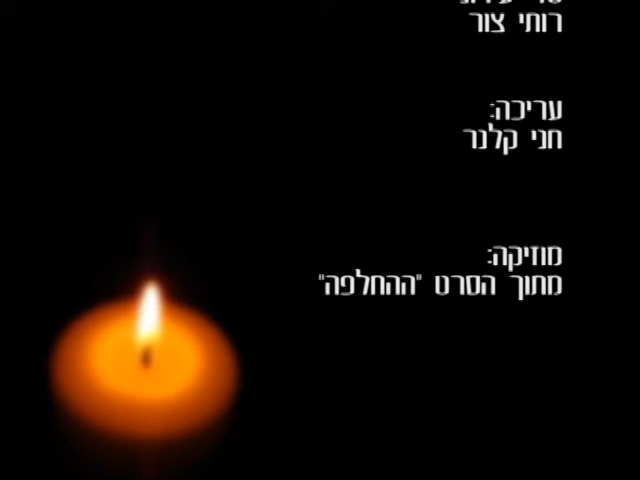 רותי צור
עריכה:
חני קלנר
מוזיקה:
מתוך הסרט "ההחלפה"